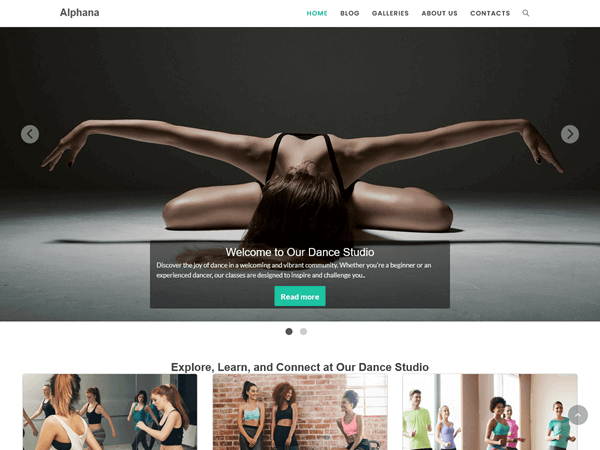 Alphana
HOME BLOG GALLERIES ABOUT US CONTACTS
Welcome to Our Dance Studio
Discover the joy of dance in a welcoming and vibrant community. Whether you're a beginner or an
experienced dancer, our classes are designed to inspire and challenge you..
Read more
Explore, Learn, and Connect at Our Dance Studio